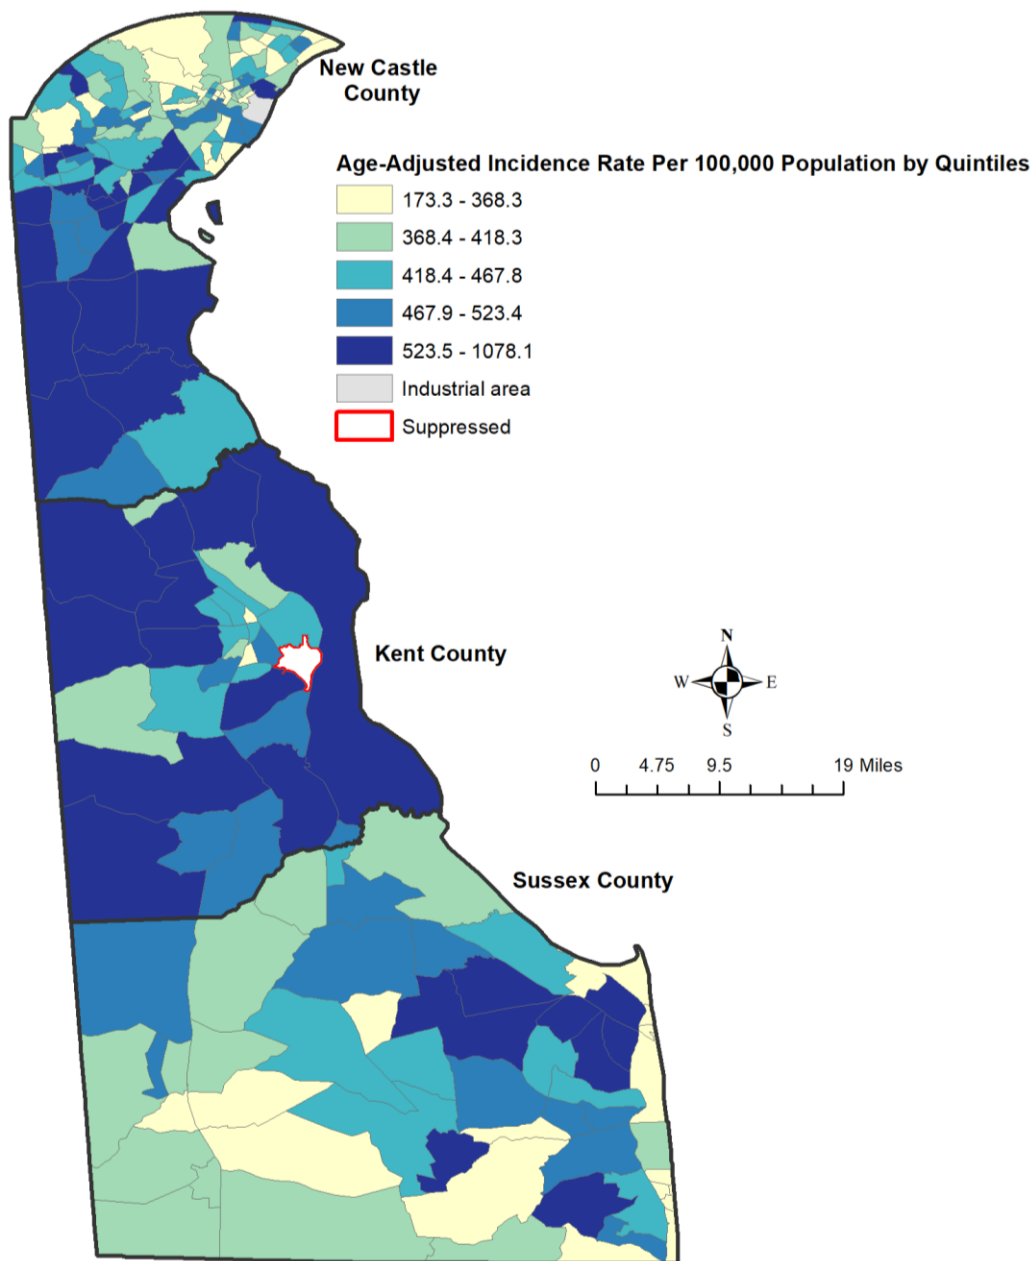 New Castle
County
Age-Adjusted Incidence Rate Per 100,000 Population by Quintiles
173.3 - 368.3
368.4 - 418.3
418.4 - 467.8
467.9 - 523.4
523.5 - 1078.1
Industrial area
Suppressed
Kent County
N
W
E
S
0 4.75 9.5 19 Miles
Sussex County